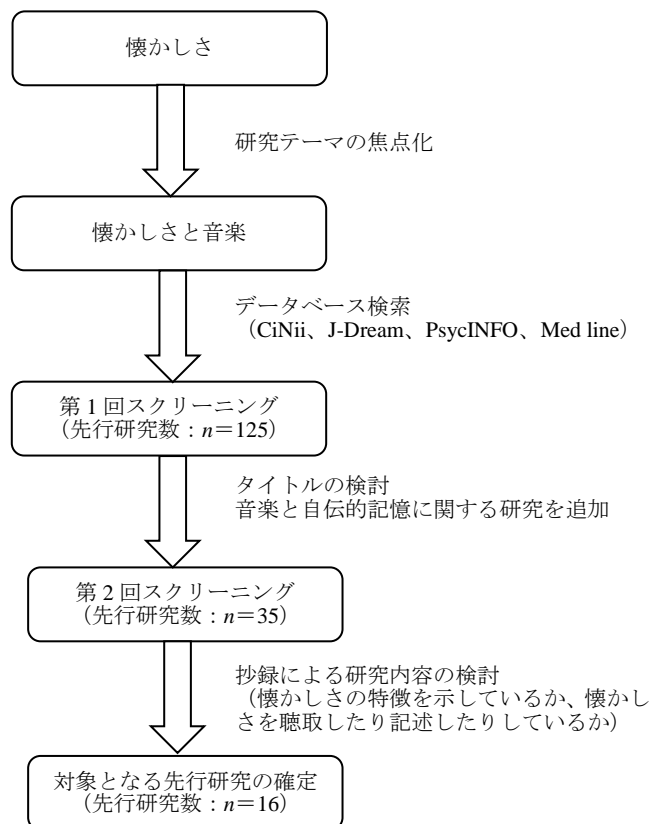 懐かしさ
研究テーマの焦点化
懐かしさと音楽
データベース検索
（CiNii、J-Dream、PsycINFO、Med line）
第 1 回スクリーニング
（先行研究数：n＝125）
タイトルの検討
音楽と自伝的記憶に関する研究を追加
第 2 回スクリーニング
（先行研究数：n＝35）
抄録による研究内容の検討
（懐かしさの特徴を示しているか、懐かし
さを聴取したり記述したりしているか）
対象となる先行研究の確定
（先行研究数：n＝16）